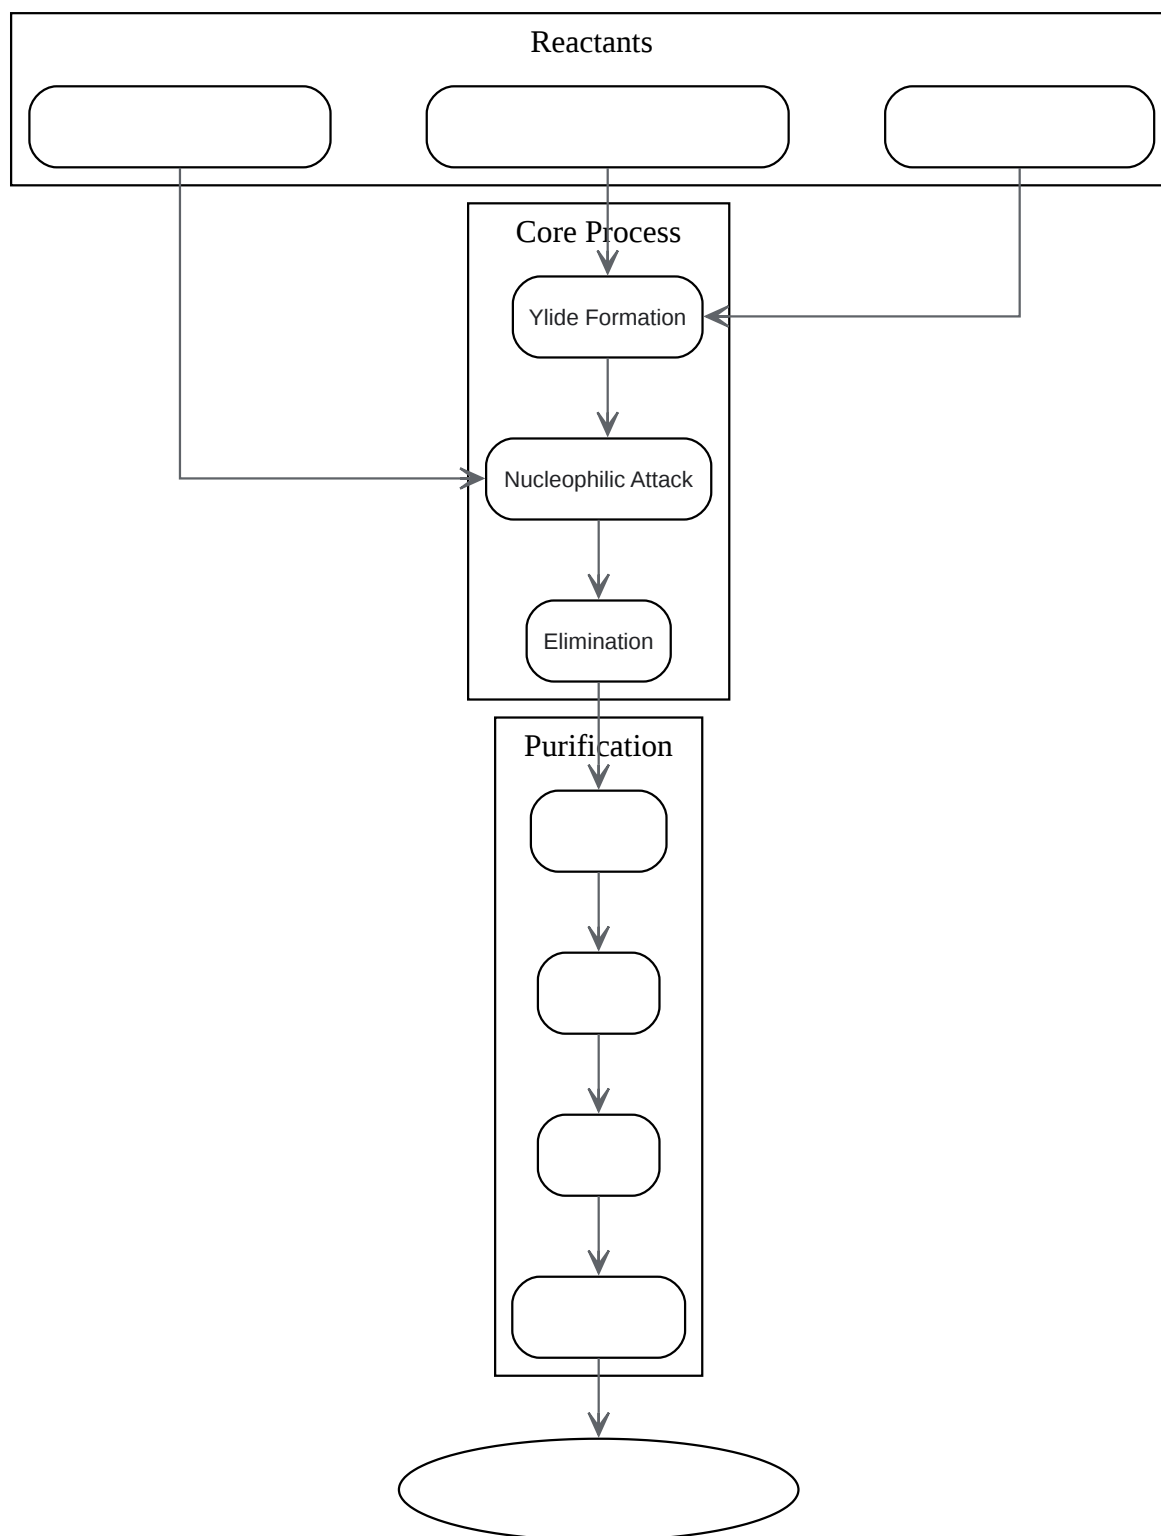 Reactants
Core Process
Ylide Formation
Nucleophilic Attack
Elimination
Purification